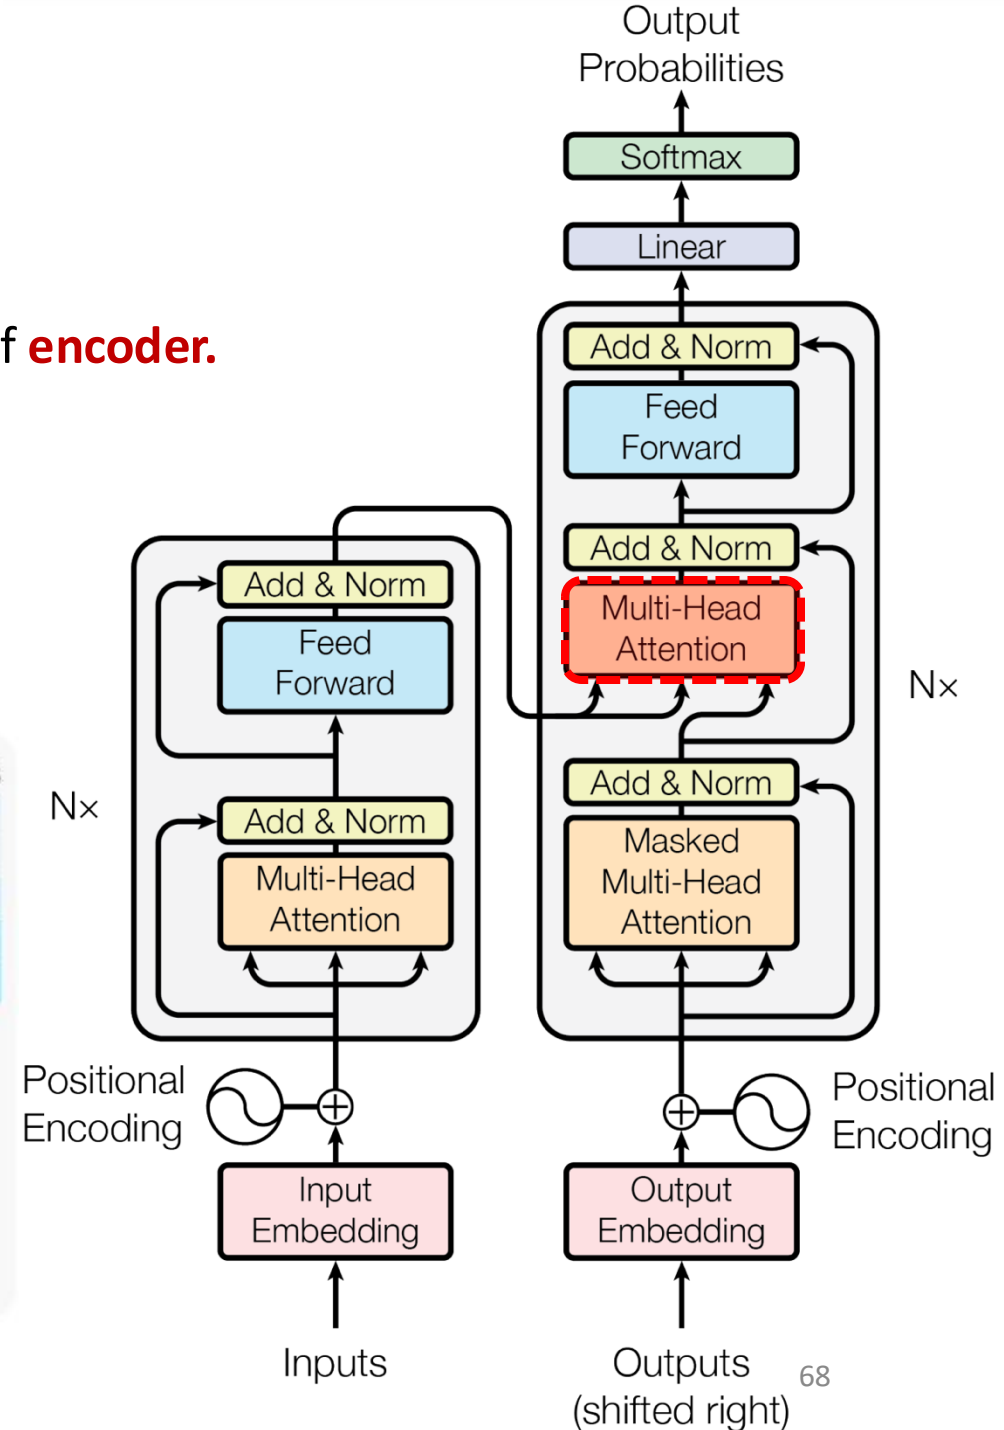 Output
Probabilities
Softmax
Linear
f encoder.
Add & Norm
Feed
Forward
Add & Norm
Multi-Head
Attention
N×
Add & Norm
Masked
Multi-Head
Attention
Add & Norm
Feed
Forward
N×
Add & Norm
Multi-Head
Attention
Positional
Encoding
Positional
Encoding
Input
Embedding
Output
Embedding
Inputs
Outputs
(shifted right)
68